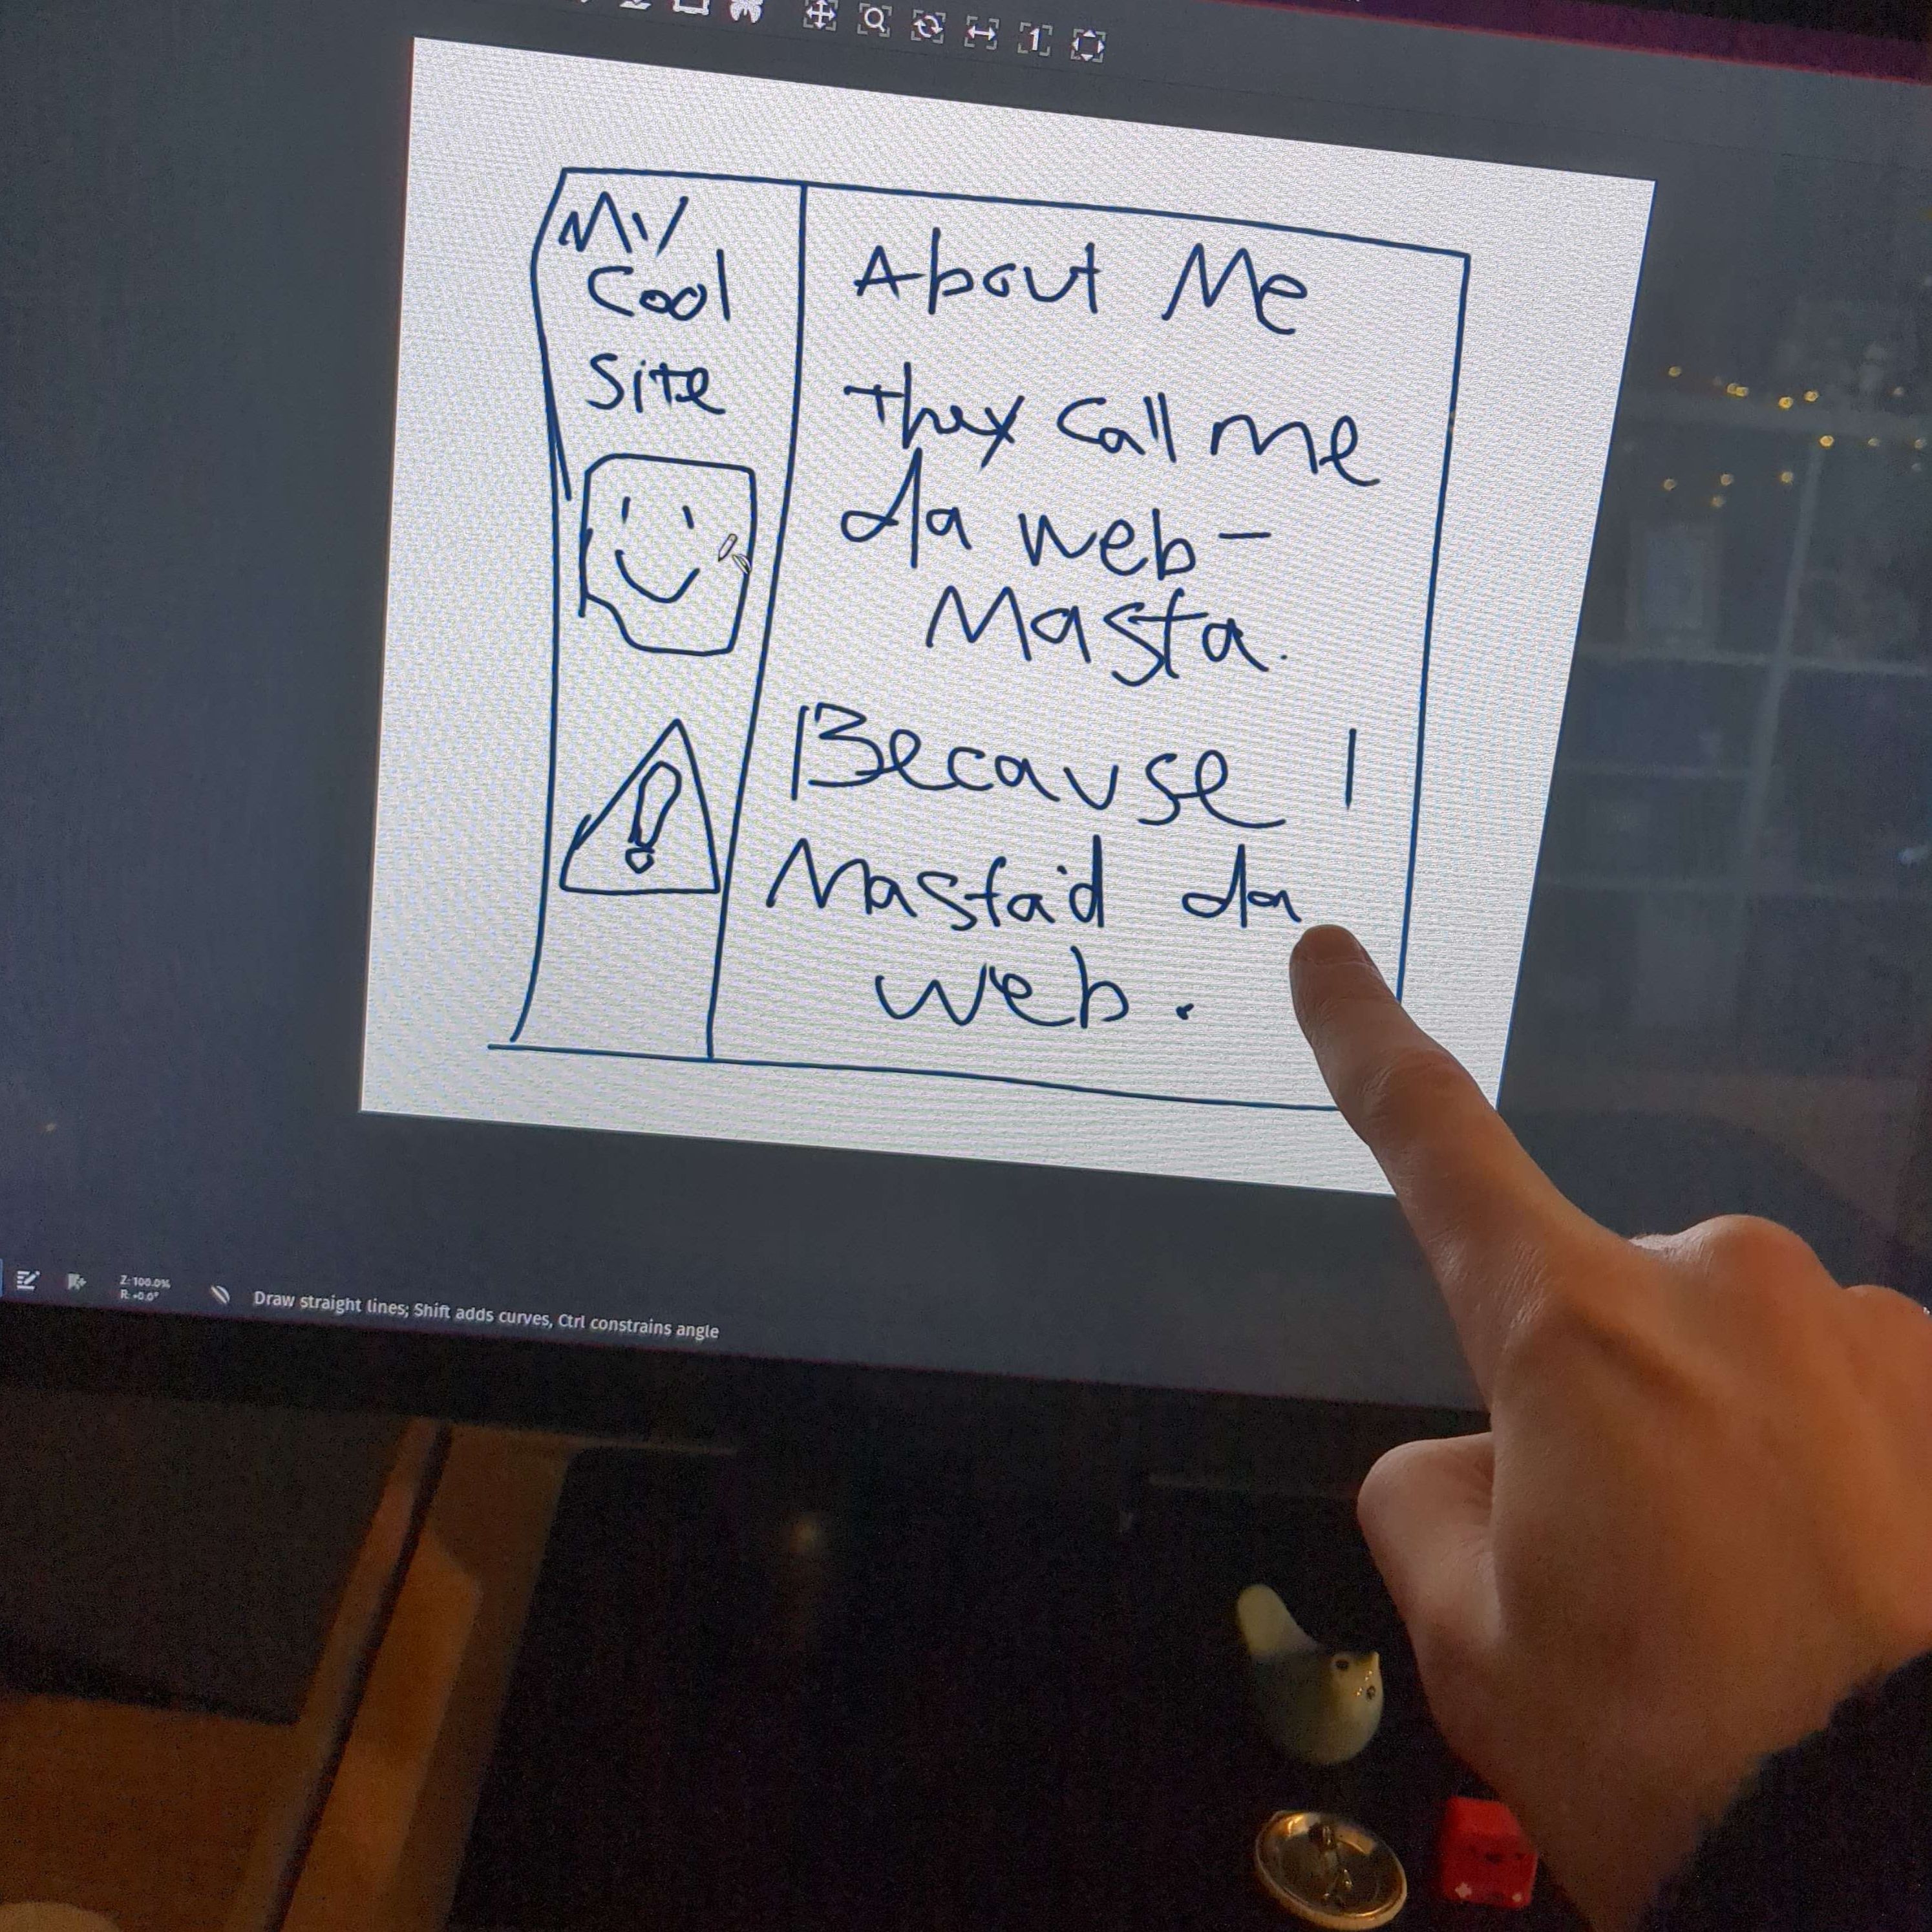 My
Cool
Site
About Me
they call me
da web-
Masta.
Because I
Masta'd da
web.
Z: 100.0%
R: +0.0°
Draw straight lines; Shift adds curves, Ctrl constrains angle